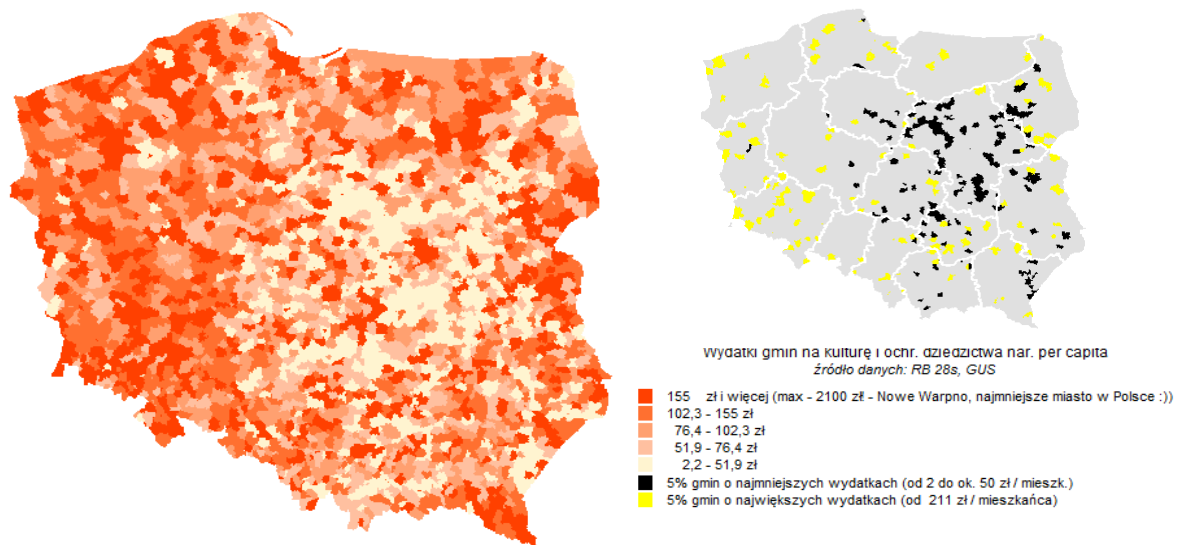 Wydatki gmin na kulturę i ochr. dziedzictwa nar. per capita
źródło danych: RB 28s, GUS
155 zł i więcej (max - 2100 zł - Nowe Warpno, najmniejsze miasto w Polsce :))
102,3 - 155 zł
76,4 - 102,3 zł
51,9 - 76,4 zł
2,2 - 51,9 zł
5% gmin o najmniejszych wydatkach (od 2 do ok. 50 zł / mieszk.)
5% gmin o największych wydatkach (od 211 zł / mieszkańca)